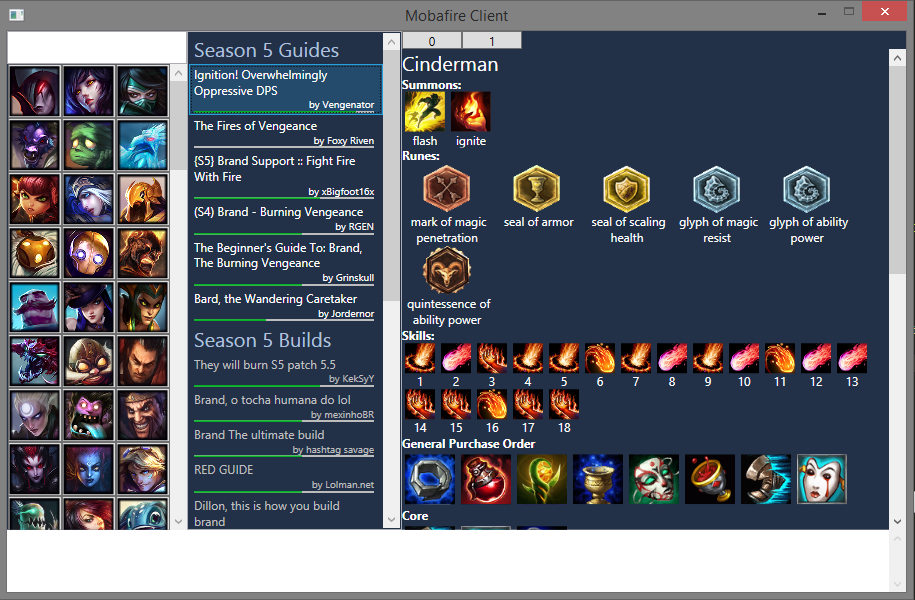 Mobafire Client
Season 5 Guides
Ignition! Overwhelmingly
Oppressive DPS
by Vengenator
The Fires of Vengeance
by Foxy Riven
{S5} Brand Support :: Fight Fire
With Fire
by xBigfoot16x
(S4) Brand - Burning Vengeance
by RGEN
The Beginner's Guide To: Brand,
The Burning Vengeance
by Grinskull
Bard, the Wandering Caretaker
by Jordernor
Season 5 Builds
They will burn S5 patch 5.5
by KekSyY
Brand, o tocha humana do lol
by mexinhoBR
Brand The ultimate build
by hashtag savage
RED GUIDE
by Lolman.net
Dillon, this is how you build
brand
0 1
Cinderman
Summons:
flash ignite
Runes:
mark of magic
penetration
seal of armor
seal of scaling
health
glyph of magic
resist
glyph of ability
power
quintessence of
ability power
Skills:
1 2 3 4 5 6 7 8 9 10 11 12 13
14 15 16 17 18
General Purchase Order
Core